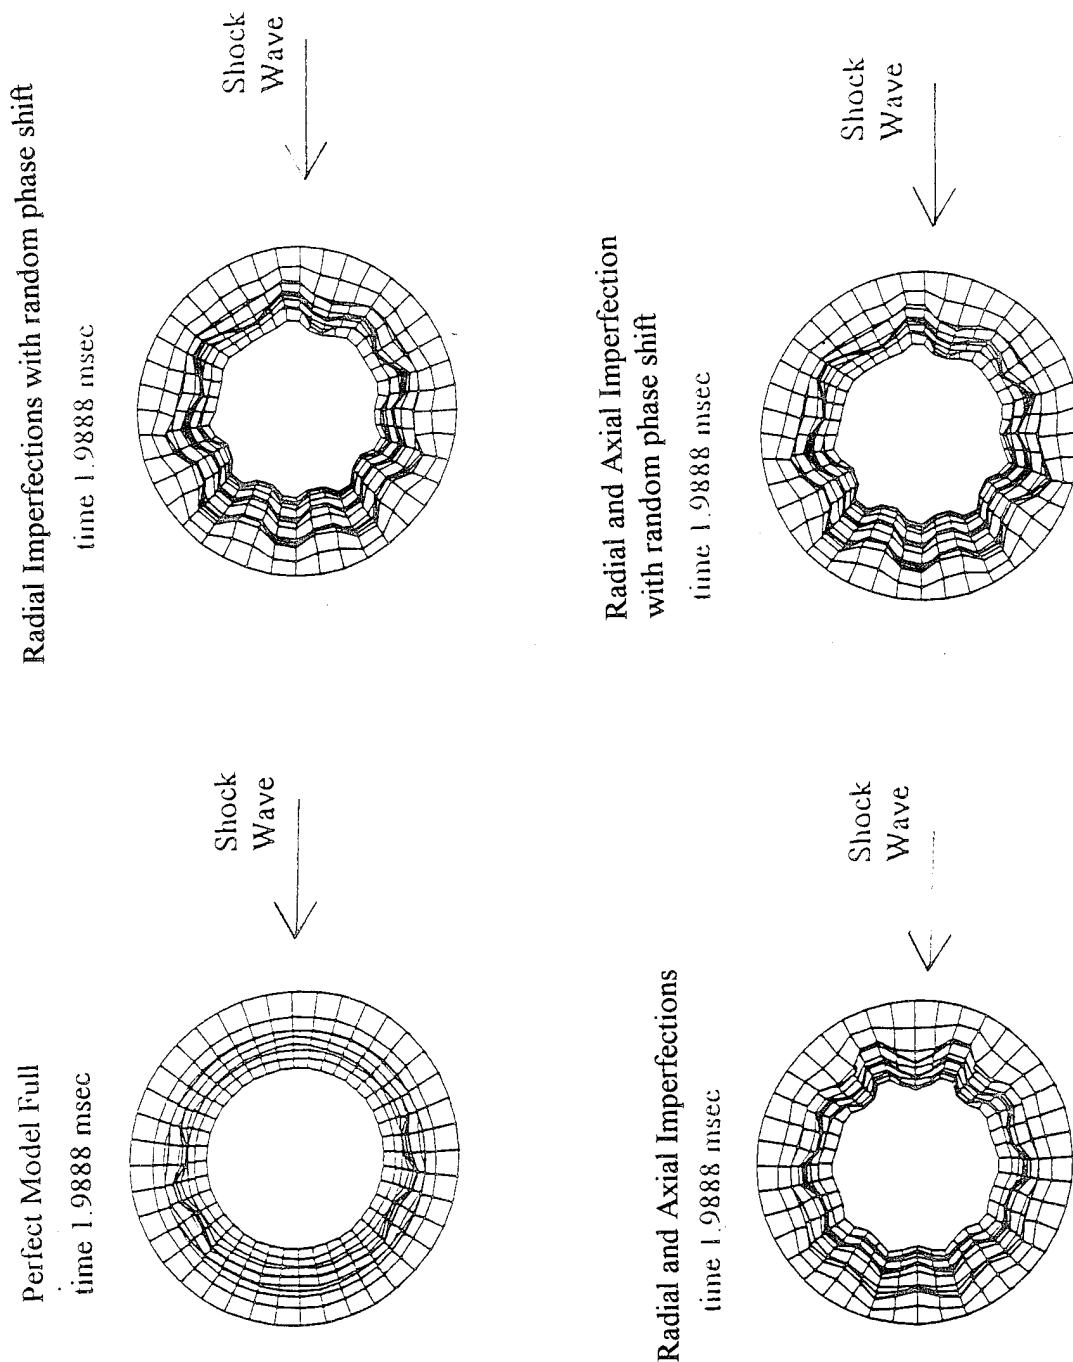 Perfect Model Full
time 1.9888 msec
Shock
Wave
Radial Imperfections with random phase shift
time 1.9888 msec
Shock
Wave
Radial and Axial Imperfections
time 1.9888 msec
Shock
Wave
Radial and Axial Imperfection
with random phase shift
time 1.9888 msec
Shock
Wave